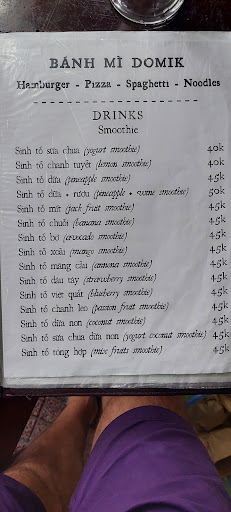 BÁNH MÌ DOMIK
Hamburger - Pizza - Spaghetti - Noodles
DRINKS
Smoothie
Sinh tố sữa chua (yogurt smoothie) 40k
Sinh tố chanh tuyết (lemon smoothie) 40k
Sinh tố dứa (pineapple smoothie) 45k
Sinh tố dứa + rượu (pineapple + wome smoothie) 50k
Sinh tố mít (jack fruit smoothie) 45k
Sinh tố chuối (banana smoothie) 45k
Sinh tố bơ (avocado smoothie) 45k
Sinh tố xoài (mango smoothie) 45k
Sinh tố mãng cầu (annona smoothie) 45k
Sinh tố dâu tây (strawberry smoothie) 45k
Sinh tố việt quất (blueberry smoothie) 45k
Sinh tố chanh leo (passion fruit smoothie) 45k
Sinh tố dừa non (coconut smoothie) 45k
Sinh tố sữa chua dừa non (yogurt coconut smoothie) 45k
Sinh tố tổng hợp (mixe fruits smoothie) 45k